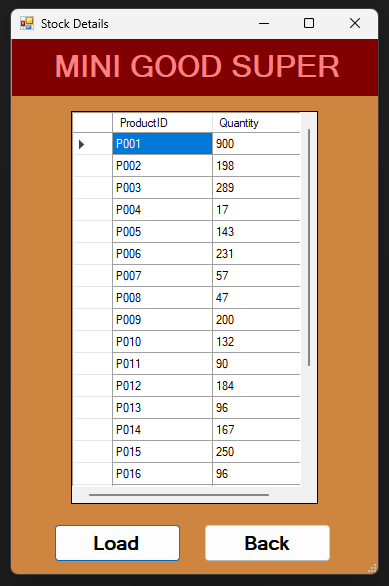 Stock Details
MINI GOOD SUPER
ProductID Quantity
P001 900
P002 198
P003 289
P004 17
P005 143
P006 231
P007 57
P008 47
P009 200
P010 132
P011 90
P012 184
P013 96
P014 167
P015 250
P016 96
Load Back